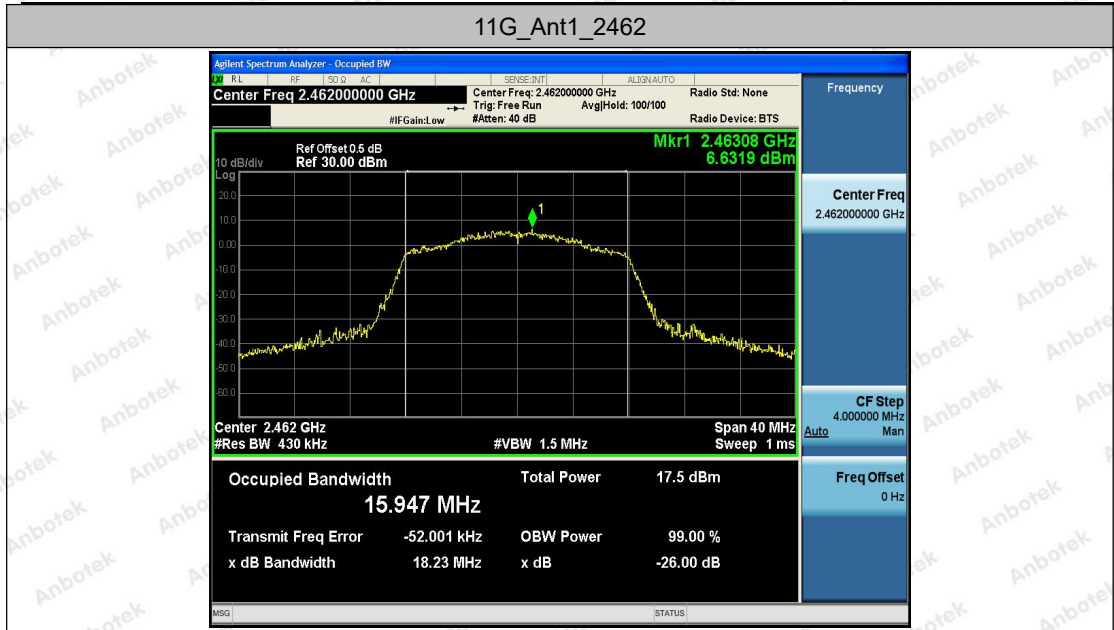 11G_Ant1_2462
Agilent Spectrum Analyzer - Occupied BW
RL RF 50 Ω AC SENSE:INT ALIGNAUTO
Center Freq 2.462000000 GHz
Center Freq: 2.462000000 GHz Radio Std: None
Trig: Free Run Avg|Hold: 100/100
#IFGain:Low #Atten: 40 dB Radio Device: BTS
Frequency
Ref Offset 0.5 dB
10 dB/div Ref 30.00 dBm
Mkr1 2.46308 GHz
6.6319 dBm
Log
20.0
10.0
0.00
-10.0
-20.0
-30.0
-40.0
-50.0
-60.0
1
Center 2.462 GHz Span 40 MHz
#Res BW 430 kHz #VBW 1.5 MHz Sweep 1 ms
Center Freq
2.462000000 GHz
CF Step
4.000000 MHz
Auto Man
Freq Offset
0 Hz
Occupied Bandwidth Total Power 17.5 dBm
15.947 MHz
Transmit Freq Error -52.001 kHz OBW Power 99.00 %
x dB Bandwidth 18.23 MHz x dB -26.00 dB
MSG STATUS
Anbotek